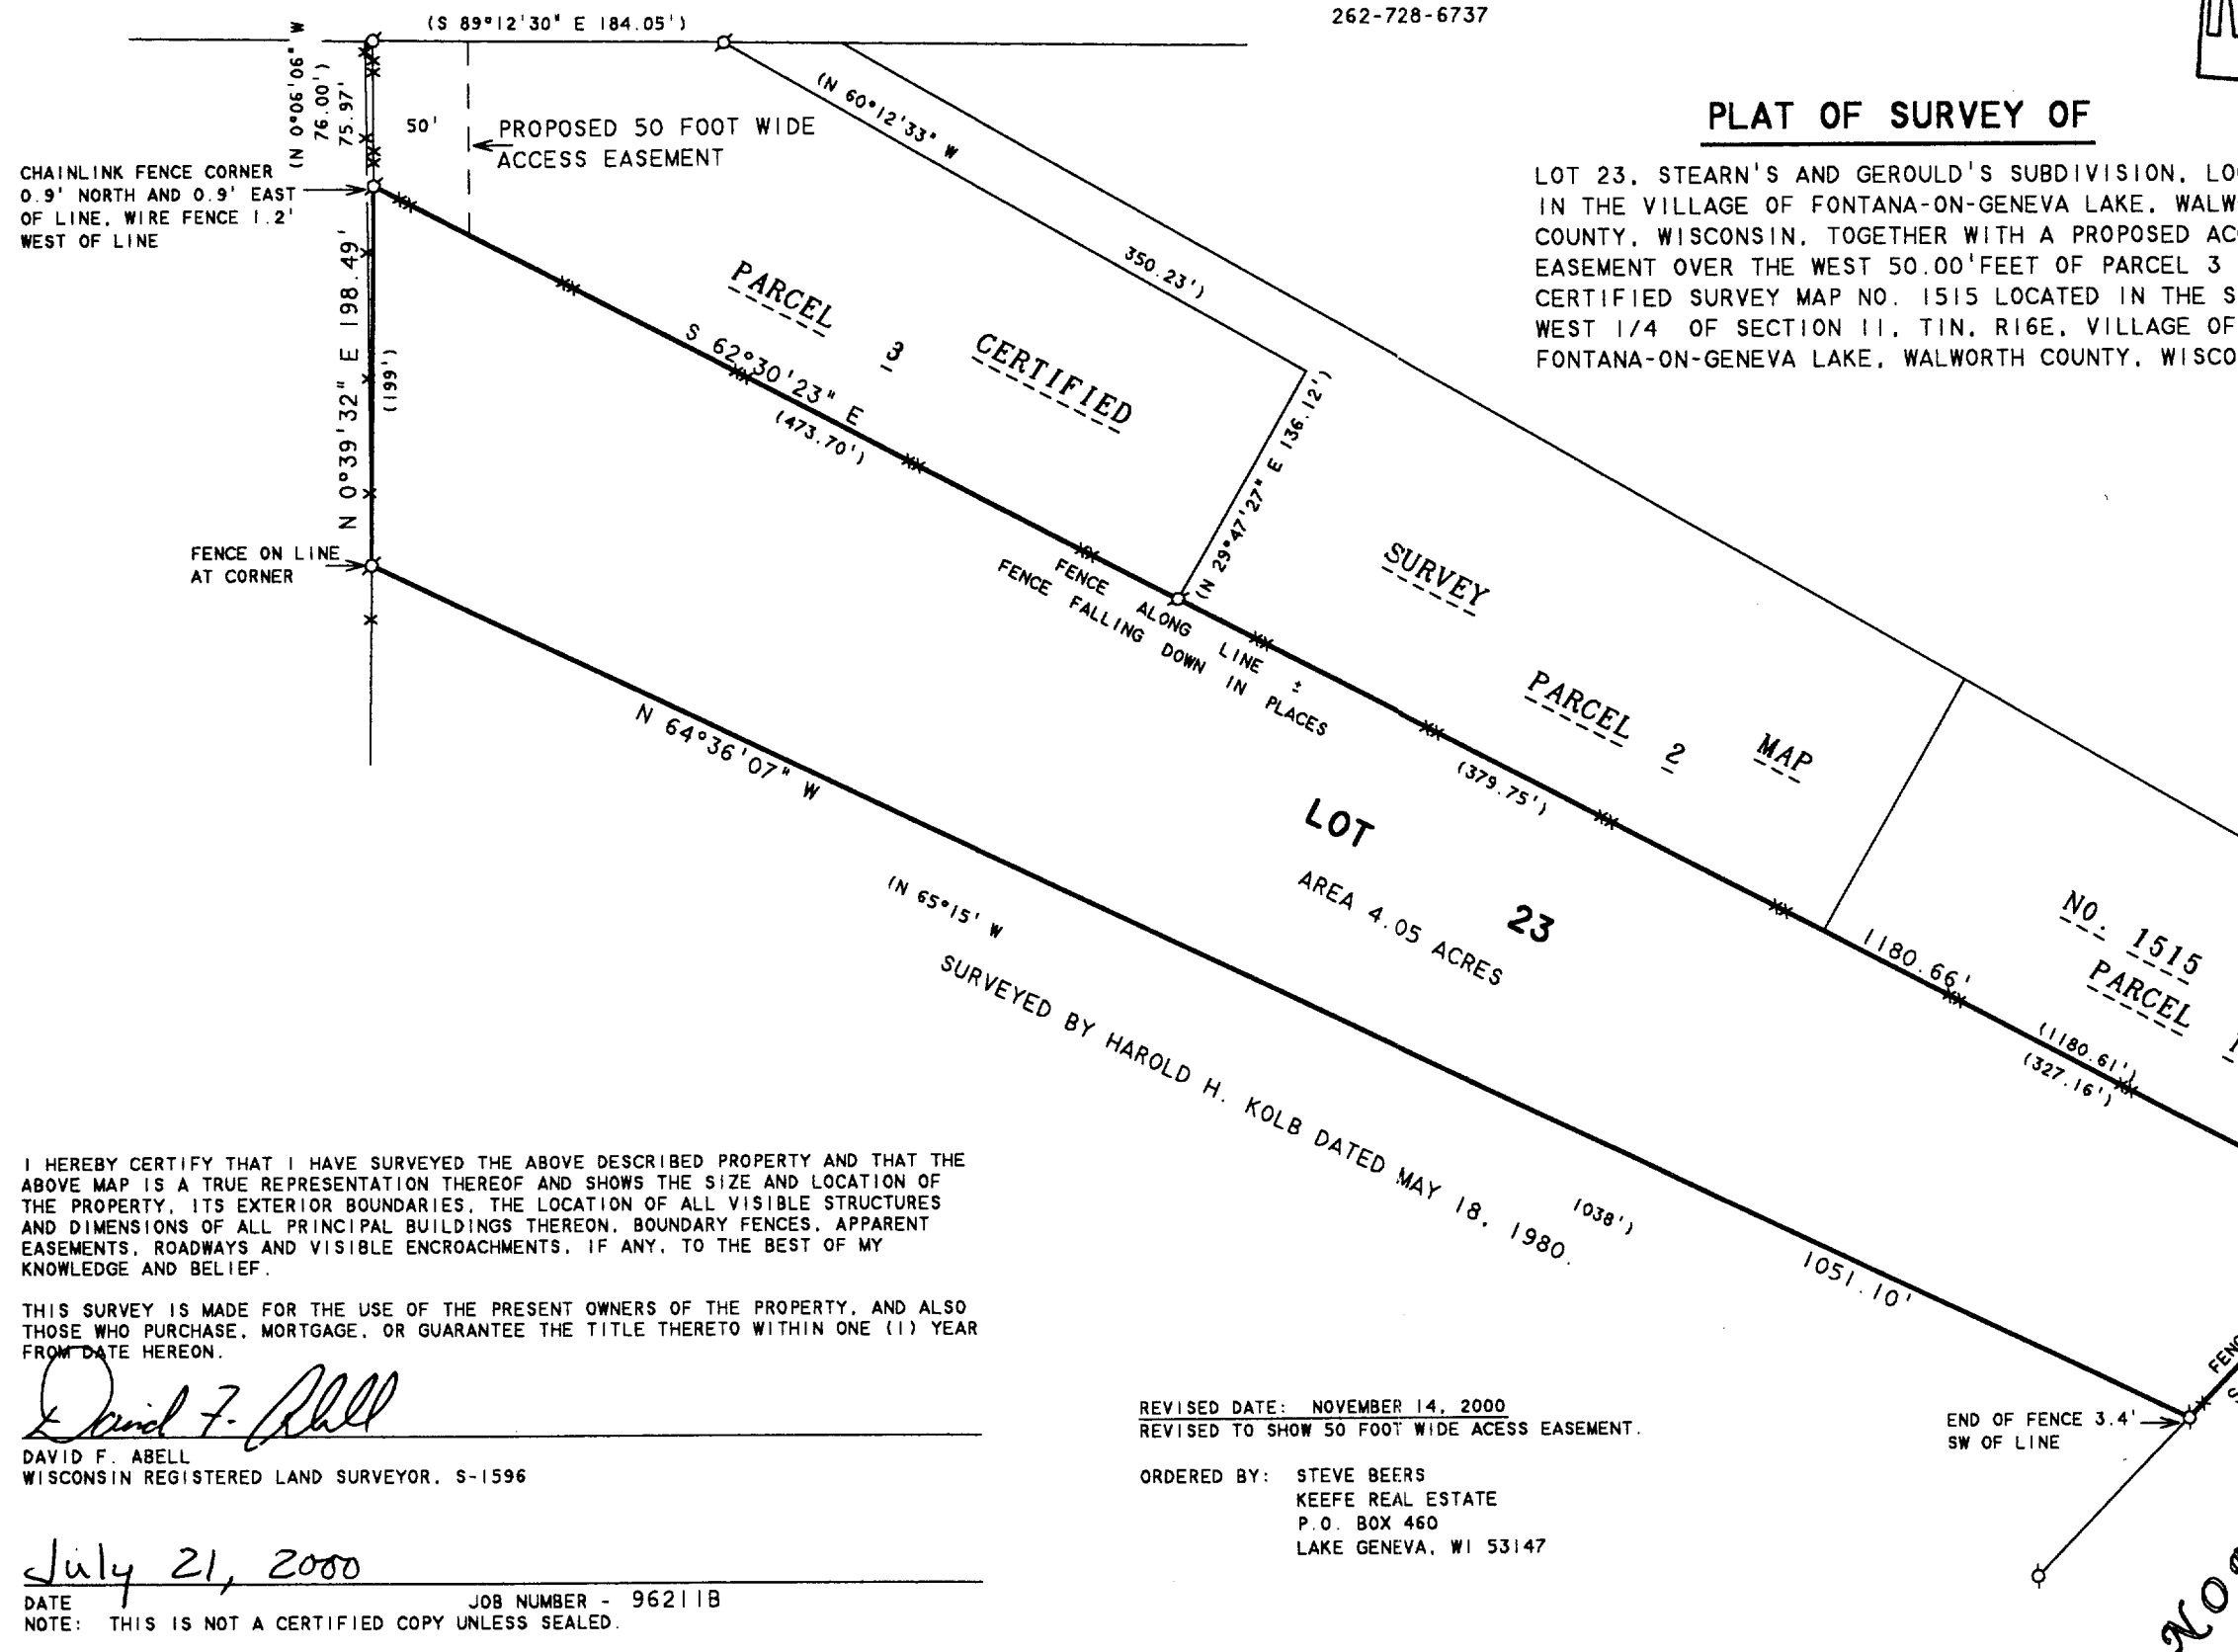 (S 89°12'30" E 184.05')
262-728-6737
(N 0°06'06" W
76.00')
75.97'
50'
PROPOSED 50 FOOT WIDE
ACCESS EASEMENT
(N 60°12'33" W
350.23')
PLAT OF SURVEY OF
LOT 23, STEARN'S AND GEROULD'S SUBDIVISION, LO
IN THE VILLAGE OF FONTANA-ON-GENEVA LAKE, WALW
COUNTY, WISCONSIN, TOGETHER WITH A PROPOSED AC
EASEMENT OVER THE WEST 50.00'FEET OF PARCEL 3
CERTIFIED SURVEY MAP NO. 1515 LOCATED IN THE S
WEST 1/4 OF SECTION 11, T1N, R16E, VILLAGE OF
FONTANA-ON-GENEVA LAKE, WALWORTH COUNTY, WISCO
CHAINLINK FENCE CORNER
0.9' NORTH AND 0.9' EAST
OF LINE, WIRE FENCE 1.2'
WEST OF LINE
N 0°39'32" E 198.49'
(199')
PARCEL 3 CERTIFIED
S 62°30'23" E
(473.70')
(N 29°47'27" E 136.12')
FENCE ON LINE
AT CORNER
FENCE ALONG LINE ±
FENCE FALLING DOWN IN PLACES
SURVEY
PARCEL 2 MAP
(379.75')
N 64°36'07" W
LOT 23
AREA 4.05 ACRES
(N 65°15' W
1038')
SURVEYED BY HAROLD H. KOLB DATED MAY 18, 1980.
1051.10'
NO. 1515
PARCEL 1
1180.66'
(1180.61')
(327.16')
I HEREBY CERTIFY THAT I HAVE SURVEYED THE ABOVE DESCRIBED PROPERTY AND THAT THE
ABOVE MAP IS A TRUE REPRESENTATION THEREOF AND SHOWS THE SIZE AND LOCATION OF
THE PROPERTY, ITS EXTERIOR BOUNDARIES, THE LOCATION OF ALL VISIBLE STRUCTURES
AND DIMENSIONS OF ALL PRINCIPAL BUILDINGS THEREON, BOUNDARY FENCES, APPARENT
EASEMENTS, ROADWAYS AND VISIBLE ENCROACHMENTS, IF ANY, TO THE BEST OF MY
KNOWLEDGE AND BELIEF.
THIS SURVEY IS MADE FOR THE USE OF THE PRESENT OWNERS OF THE PROPERTY, AND ALSO
THOSE WHO PURCHASE, MORTGAGE, OR GUARANTEE THE TITLE THERETO WITHIN ONE (1) YEAR
FROM DATE HEREON.
David F. Abell
DAVID F. ABELL
WISCONSIN REGISTERED LAND SURVEYOR, S-1596
July 21, 2000
DATE
JOB NUMBER - 96211B
NOTE: THIS IS NOT A CERTIFIED COPY UNLESS SEALED.
REVISED DATE: NOVEMBER 14, 2000
REVISED TO SHOW 50 FOOT WIDE ACESS EASEMENT.
ORDERED BY: STEVE BEERS
KEEFE REAL ESTATE
P.O. BOX 460
LAKE GENEVA, WI 53147
END OF FENCE 3.4'
SW OF LINE
FENC
NO